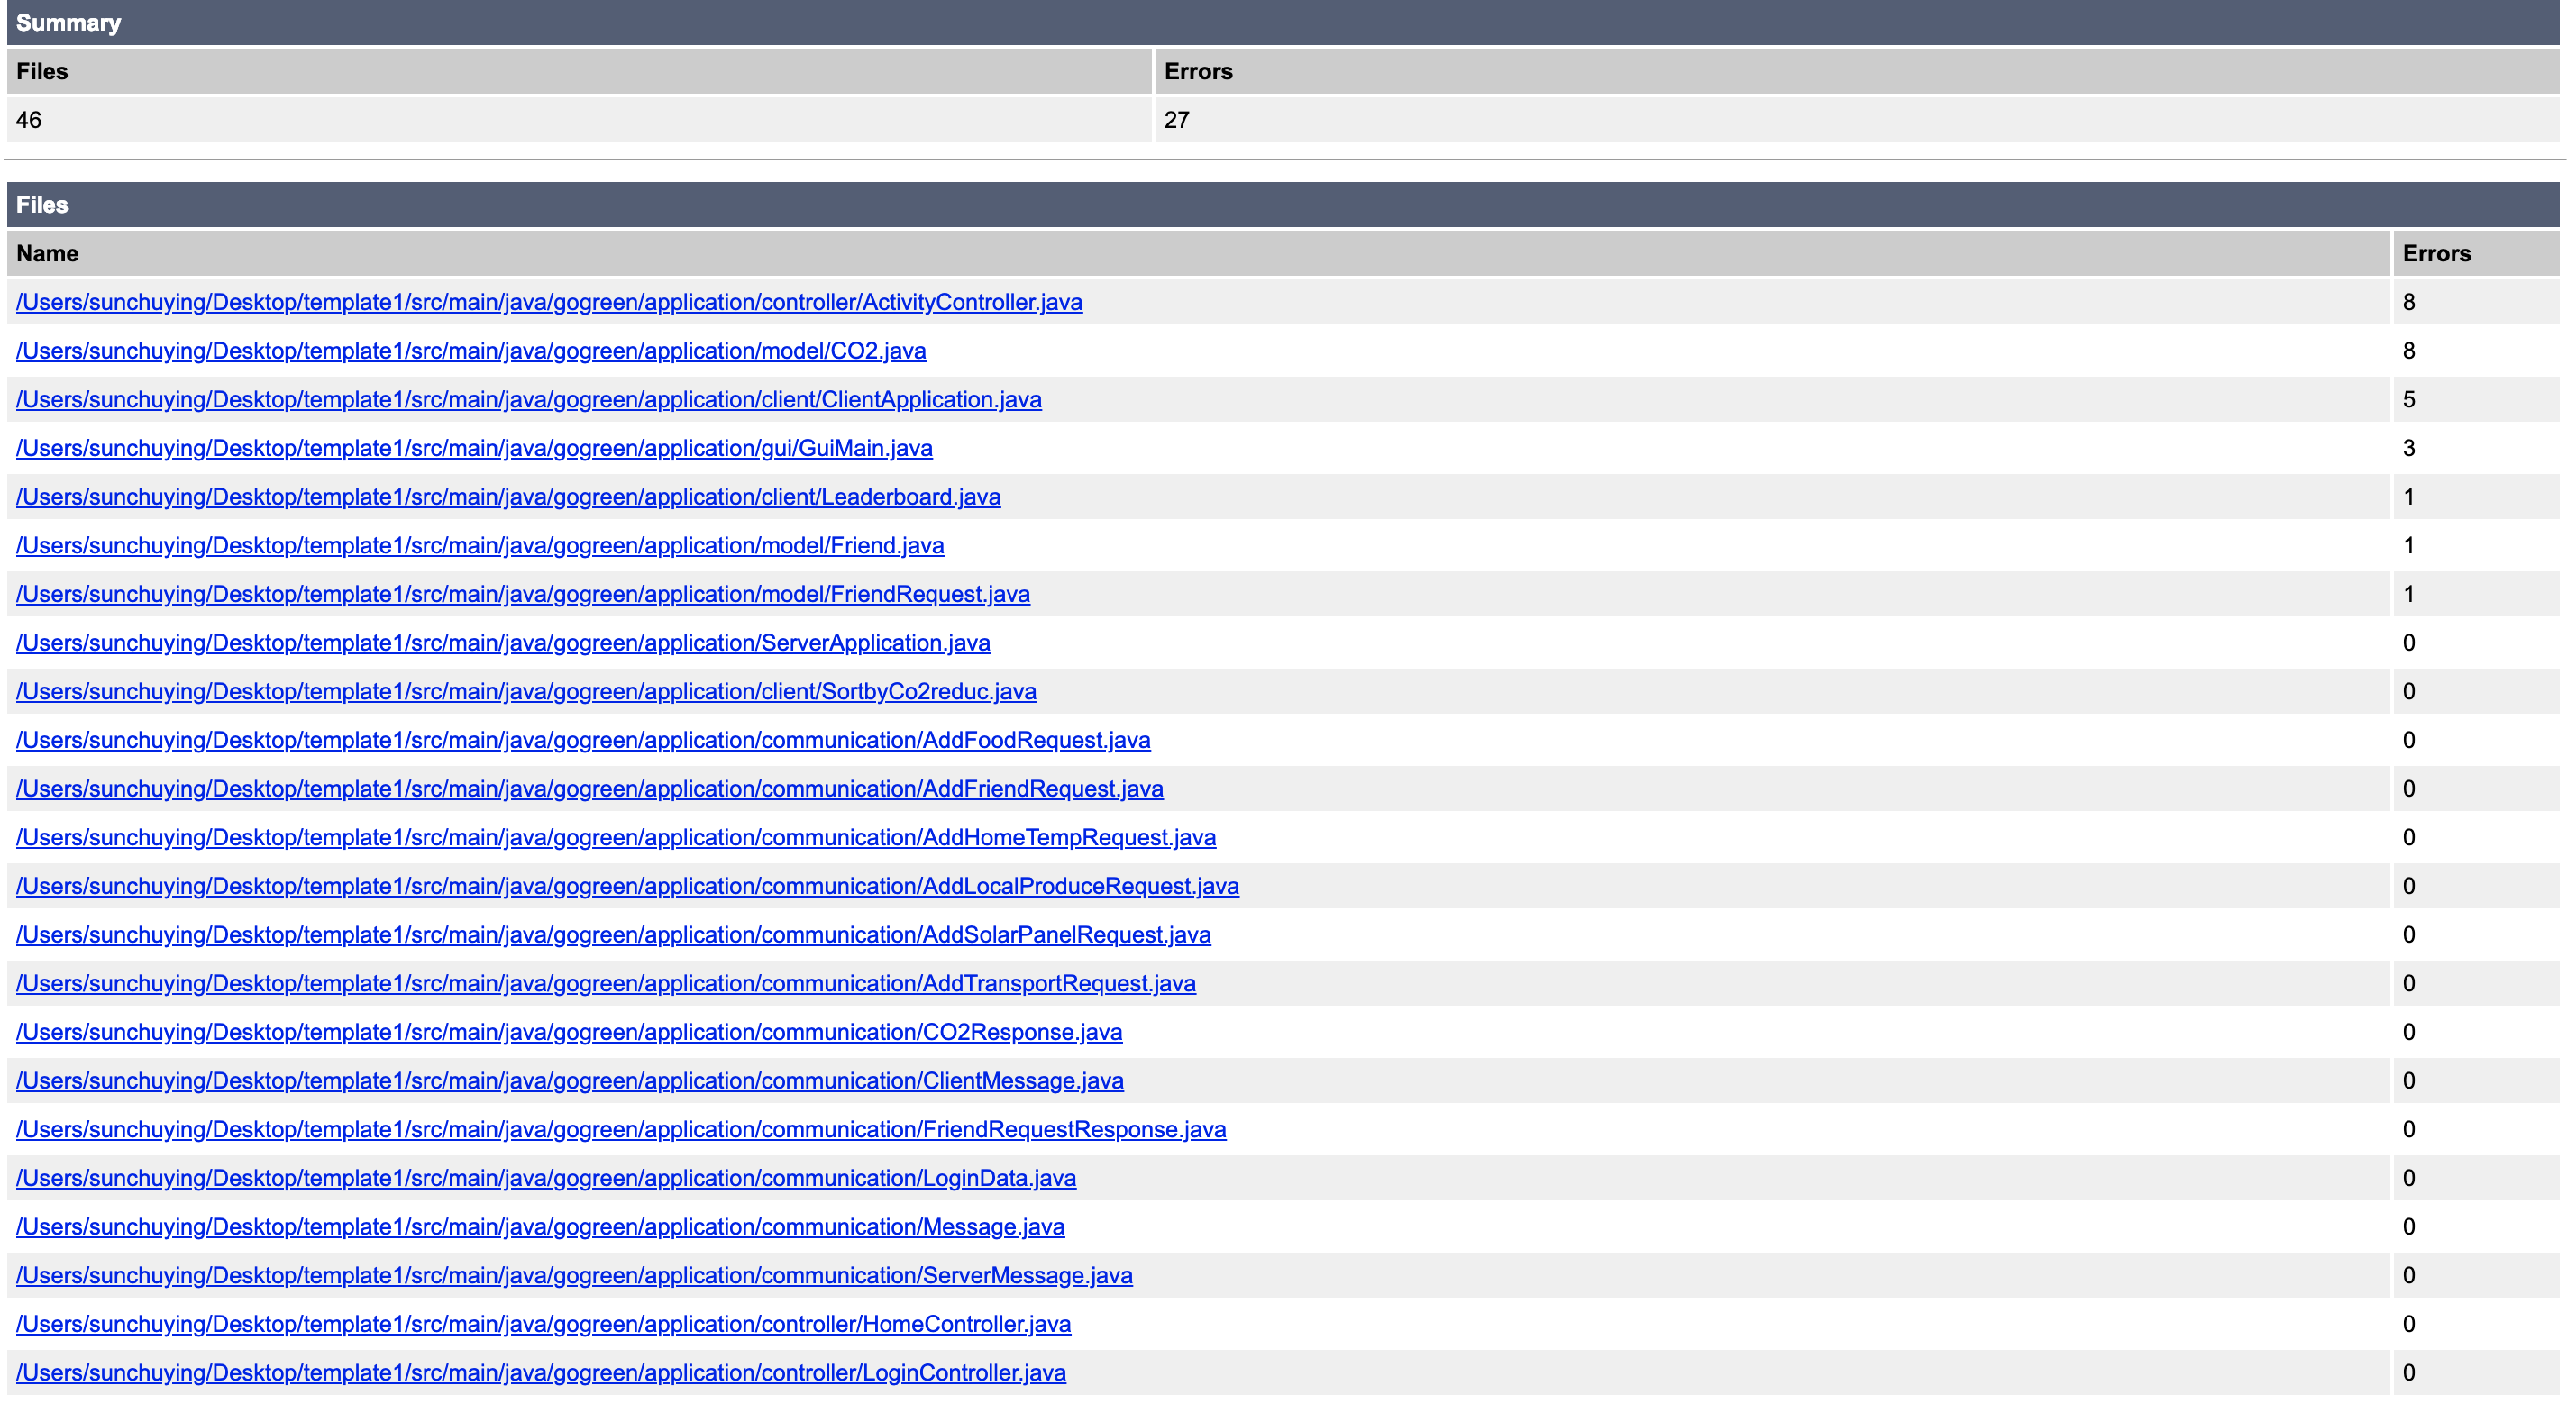 Summary
Files Errors
46 27
Files
Name Errors
/Users/sunchuying/Desktop/template1/src/main/java/gogreen/application/controller/ActivityController.java 8
/Users/sunchuying/Desktop/template1/src/main/java/gogreen/application/model/CO2.java 8
/Users/sunchuying/Desktop/template1/src/main/java/gogreen/application/client/ClientApplication.java 5
/Users/sunchuying/Desktop/template1/src/main/java/gogreen/application/gui/GuiMain.java 3
/Users/sunchuying/Desktop/template1/src/main/java/gogreen/application/client/Leaderboard.java 1
/Users/sunchuying/Desktop/template1/src/main/java/gogreen/application/model/Friend.java 1
/Users/sunchuying/Desktop/template1/src/main/java/gogreen/application/model/FriendRequest.java 1
/Users/sunchuying/Desktop/template1/src/main/java/gogreen/application/ServerApplication.java 0
/Users/sunchuying/Desktop/template1/src/main/java/gogreen/application/client/SortbyCo2reduc.java 0
/Users/sunchuying/Desktop/template1/src/main/java/gogreen/application/communication/AddFoodRequest.java 0
/Users/sunchuying/Desktop/template1/src/main/java/gogreen/application/communication/AddFriendRequest.java 0
/Users/sunchuying/Desktop/template1/src/main/java/gogreen/application/communication/AddHomeTempRequest.java 0
/Users/sunchuying/Desktop/template1/src/main/java/gogreen/application/communication/AddLocalProduceRequest.java 0
/Users/sunchuying/Desktop/template1/src/main/java/gogreen/application/communication/AddSolarPanelRequest.java 0
/Users/sunchuying/Desktop/template1/src/main/java/gogreen/application/communication/AddTransportRequest.java 0
/Users/sunchuying/Desktop/template1/src/main/java/gogreen/application/communication/CO2Response.java 0
/Users/sunchuying/Desktop/template1/src/main/java/gogreen/application/communication/ClientMessage.java 0
/Users/sunchuying/Desktop/template1/src/main/java/gogreen/application/communication/FriendRequestResponse.java 0
/Users/sunchuying/Desktop/template1/src/main/java/gogreen/application/communication/LoginData.java 0
/Users/sunchuying/Desktop/template1/src/main/java/gogreen/application/communication/Message.java 0
/Users/sunchuying/Desktop/template1/src/main/java/gogreen/application/communication/ServerMessage.java 0
/Users/sunchuying/Desktop/template1/src/main/java/gogreen/application/controller/HomeController.java 0
/Users/sunchuying/Desktop/template1/src/main/java/gogreen/application/controller/LoginController.java 0